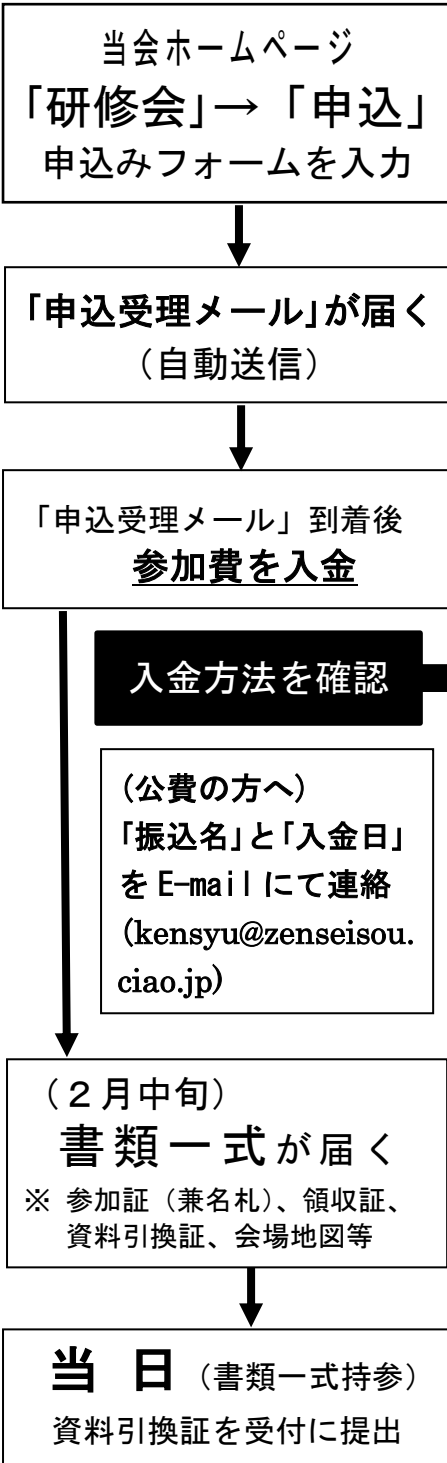 当会ホームページ
「研修会」→「申込」
申込みフォームを入力
「申込受理メール」が届く
（自動送信）
「申込受理メール」到着後
参加費を入金
入金方法を確認
(公費の方へ)
「振込名」と「入金日」
を E-mail にて連絡
(kensyu@zenseisou.
ciao.jp)
（２月中旬）
書類一式が届く
※ 参加証（兼名札）、領収証、
資料引換証、会場地図等
当 日（書類一式持参）
資料引換証を受付に提出